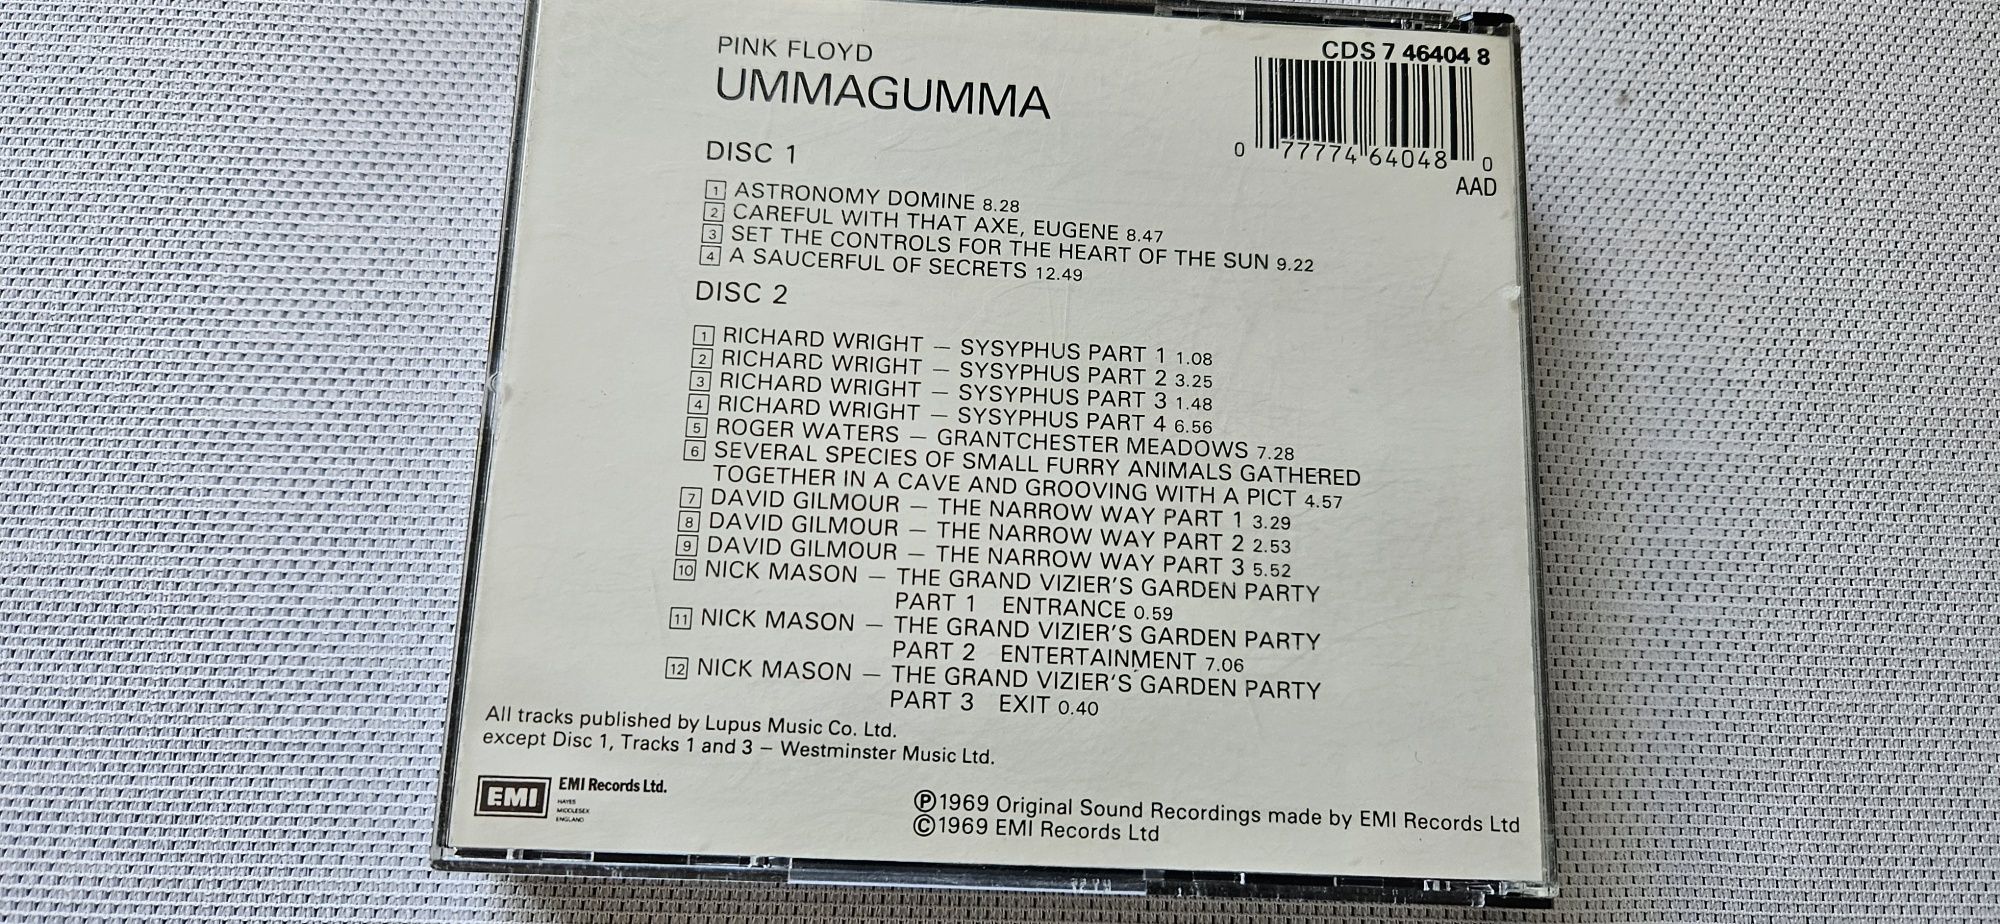 PINK FLOYD
UMMAGUMMA
CDS 7 46404 8
0 77774 64048 0
AAD
DISC 1
1 ASTRONOMY DOMINE 8.28
2 CAREFUL WITH THAT AXE, EUGENE 8.47
3 SET THE CONTROLS FOR THE HEART OF THE SUN 9.22
4 A SAUCERFUL OF SECRETS 12.49
DISC 2
1 RICHARD WRIGHT – SYSYPHUS PART 1 1.08
2 RICHARD WRIGHT – SYSYPHUS PART 2 3.25
3 RICHARD WRIGHT – SYSYPHUS PART 3 1.48
4 RICHARD WRIGHT – SYSYPHUS PART 4 6.56
5 ROGER WATERS – GRANTCHESTER MEADOWS 7.28
6 SEVERAL SPECIES OF SMALL FURRY ANIMALS GATHERED
TOGETHER IN A CAVE AND GROOVING WITH A PICT 4.57
7 DAVID GILMOUR – THE NARROW WAY PART 1 3.29
8 DAVID GILMOUR – THE NARROW WAY PART 2 2.53
9 DAVID GILMOUR – THE NARROW WAY PART 3 5.52
10 NICK MASON – THE GRAND VIZIER'S GARDEN PARTY
PART 1 ENTRANCE 0.59
11 NICK MASON – THE GRAND VIZIER'S GARDEN PARTY
PART 2 ENTERTAINMENT 7.06
12 NICK MASON – THE GRAND VIZIER'S GARDEN PARTY
PART 3 EXIT 0.40
All tracks published by Lupus Music Co. Ltd.
except Disc 1, Tracks 1 and 3 – Westminster Music Ltd.
EMI EMI Records Ltd.
HAYES
MIDDLESEX
ENGLAND
℗1969 Original Sound Recordings made by EMI Records Ltd
©1969 EMI Records Ltd